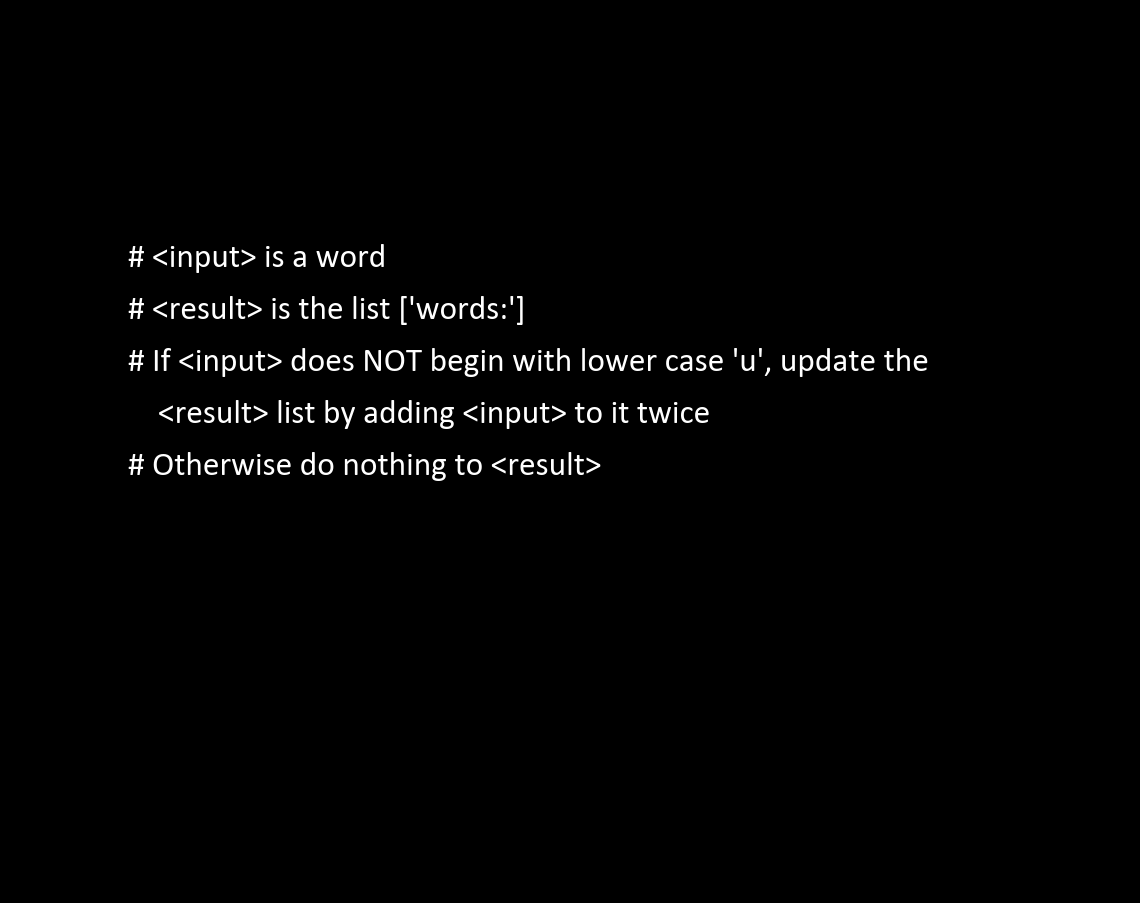 # <input> is a word
# <result> is the list ['words:']
# If <input> does NOT begin with lower case 'u', update the
<result> list by adding <input> to it twice
# Otherwise do nothing to <result>